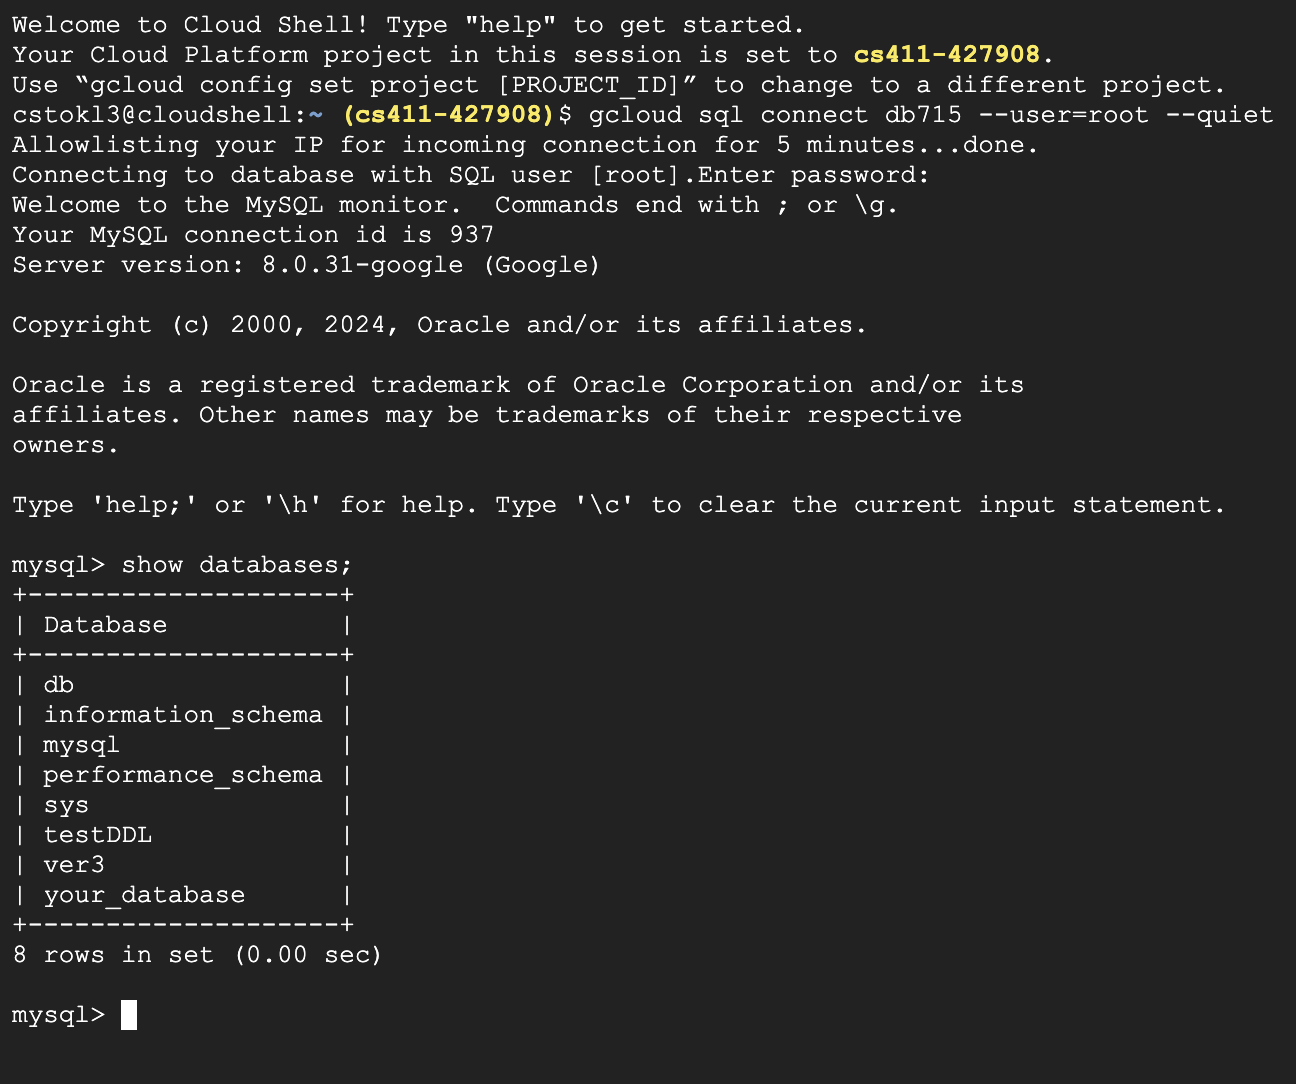 Welcome to Cloud Shell! Type "help" to get started.
Your Cloud Platform project in this session is set to cs411-427908.
Use “gcloud config set project [PROJECT_ID]” to change to a different project.
cstokl3@cloudshell:~ (cs411-427908)$ gcloud sql connect db715 --user=root --quiet
Allowlisting your IP for incoming connection for 5 minutes...done.
Connecting to database with SQL user [root].Enter password:
Welcome to the MySQL monitor.  Commands end with ; or \g.
Your MySQL connection id is 937
Server version: 8.0.31-google (Google)

Copyright (c) 2000, 2024, Oracle and/or its affiliates.

Oracle is a registered trademark of Oracle Corporation and/or its
affiliates. Other names may be trademarks of their respective
owners.

Type 'help;' or '\h' for help. Type '\c' to clear the current input statement.

mysql> show databases;
+--------------------+
| Database           |
+--------------------+
| db                 |
| information_schema |
| mysql              |
| performance_schema |
| sys                |
| testDDL            |
| ver3               |
| your_database      |
+--------------------+
8 rows in set (0.00 sec)

mysql>